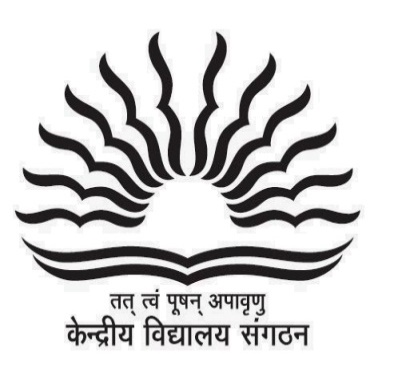 तत् त्वं पूषन् अपावृणु
केन्द्रीय विद्यालय संगठन